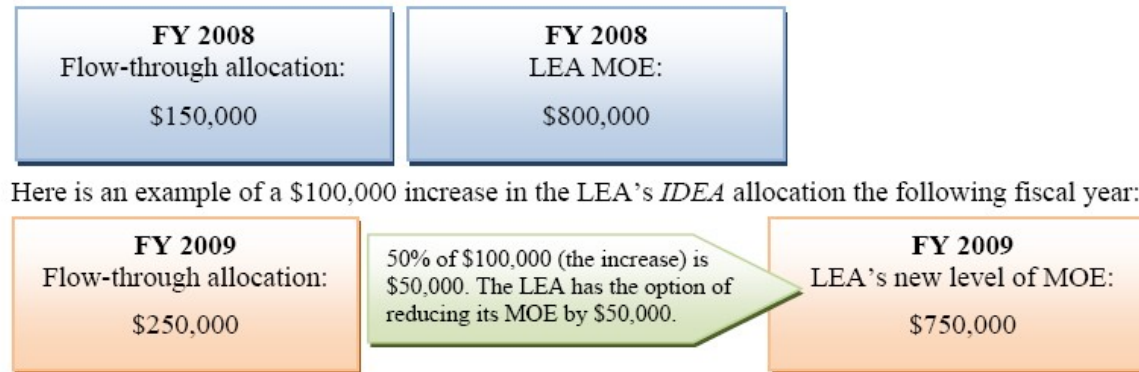 FY 2008
Flow-through allocation:
$150,000
FY 2008
LEA MOE:
$800,000
Here is an example of a $100,000 increase in the LEA’s IDEA allocation the following fiscal year:
FY 2009
Flow-through allocation:
$250,000
50% of $100,000 (the increase) is
$50,000. The LEA has the option of
reducing its MOE by $50,000.
FY 2009
LEA’s new level of MOE:
$750,000